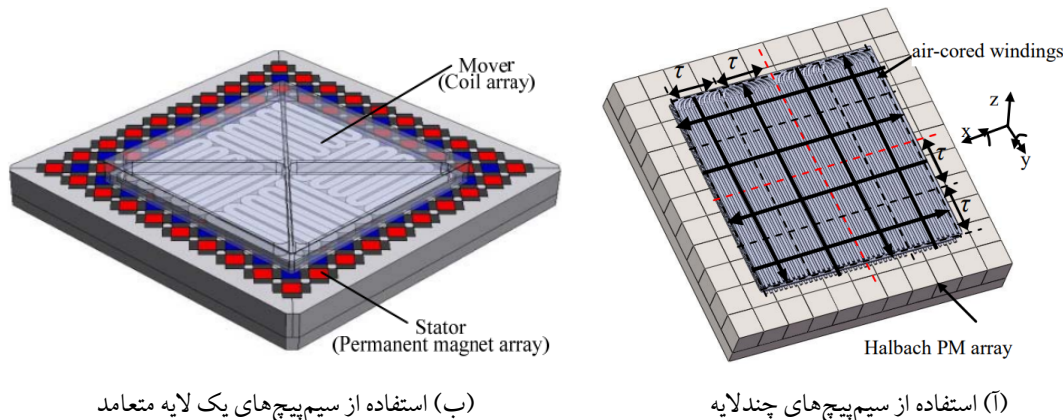 Mover
(Coil array)
Stator
(Permanent magnet array)
(ب) استفاده از سیم‌پیچ‌های یک لایه متعامد
τ
τ
air-cored windings
z
x
y
τ
τ
Halbach PM array
(آ) استفاده از سیم‌پیچ‌های چندلایه